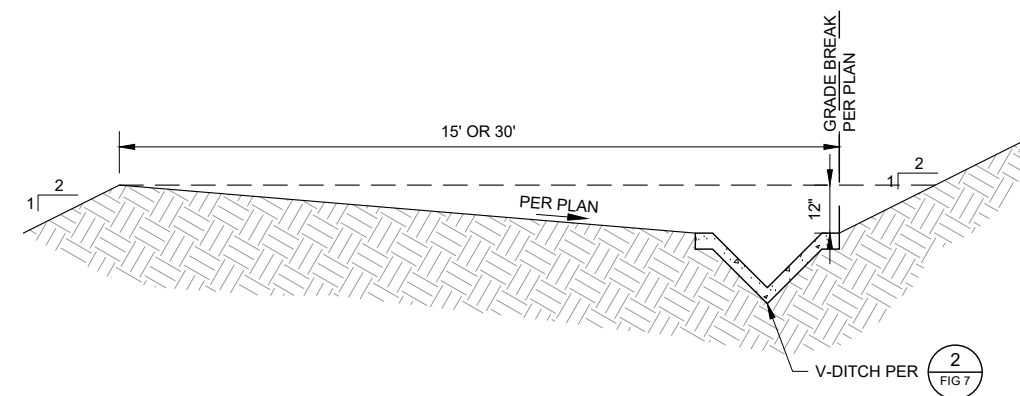 GRADE BREAK
PER PLAN
15' OR 30'
2
1
2
1
PER PLAN
12"
V-DITCH PER
2
FIG 7